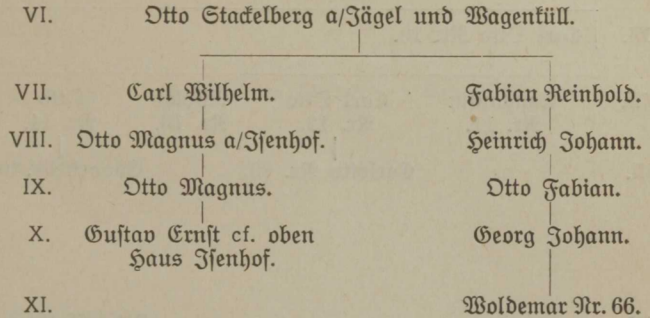 VI. Otto Stackelberg a/Jägel und Wagenküll.
VII. Carl Wilhelm. Fabian Reinhold.
VIII. Otto Magnus a/Isenhof. Heinrich Johann.
IX. Otto Magnus. Otto Fabian.
X. Gustav Ernst cf. oben Georg Johann.
Haus Isenhof.
XI. Woldemar Nr. 66.